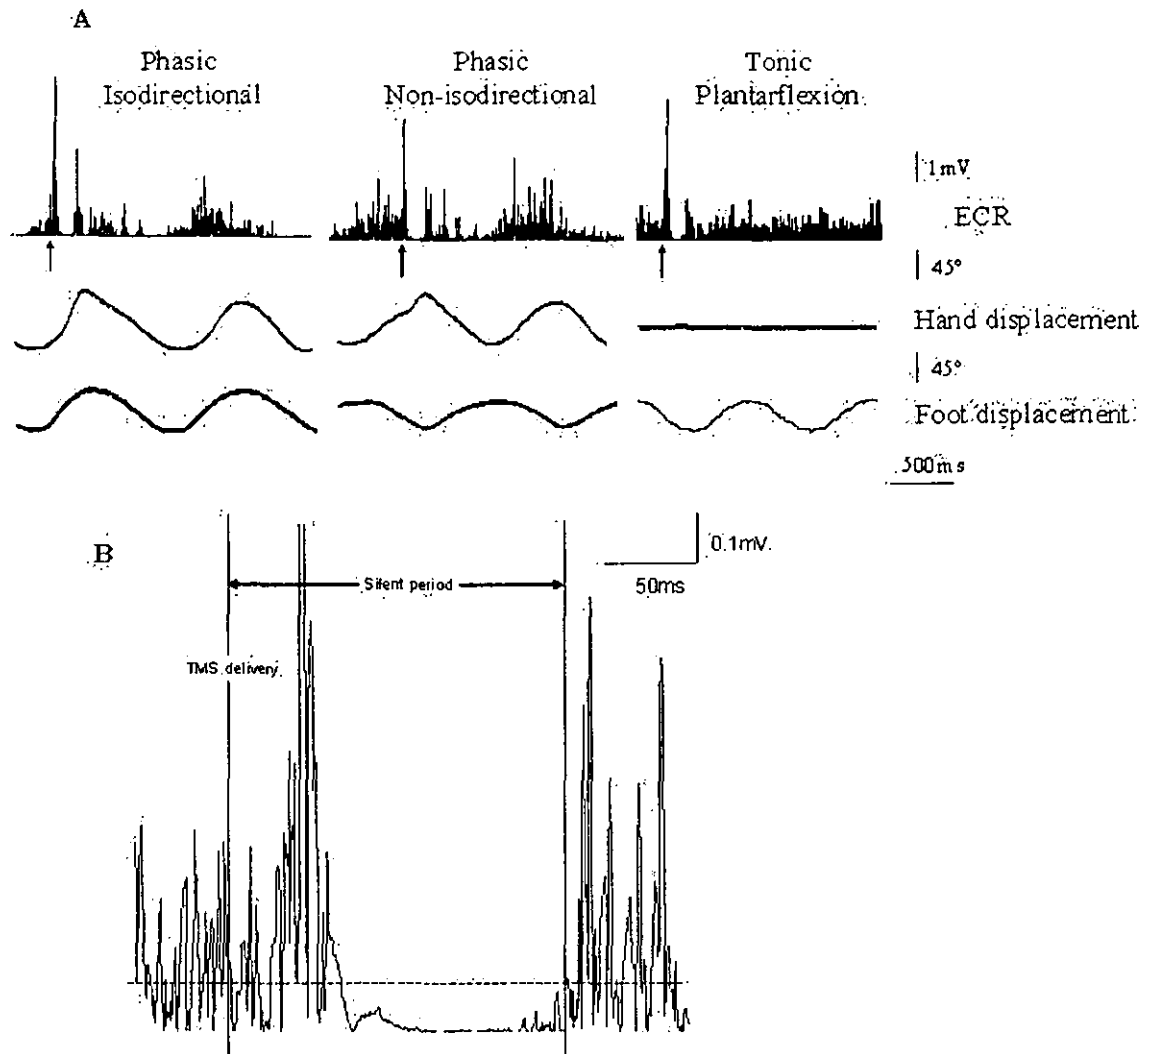 A
Phasic
Isodirectional
Phasic
Non-isodirectional
Tonic
Plantarflexion
1mV
ECR
45°
Hand displacement
45°
Foot displacement
500ms
B
0.1mV
50ms
Silent period
TMS delivery